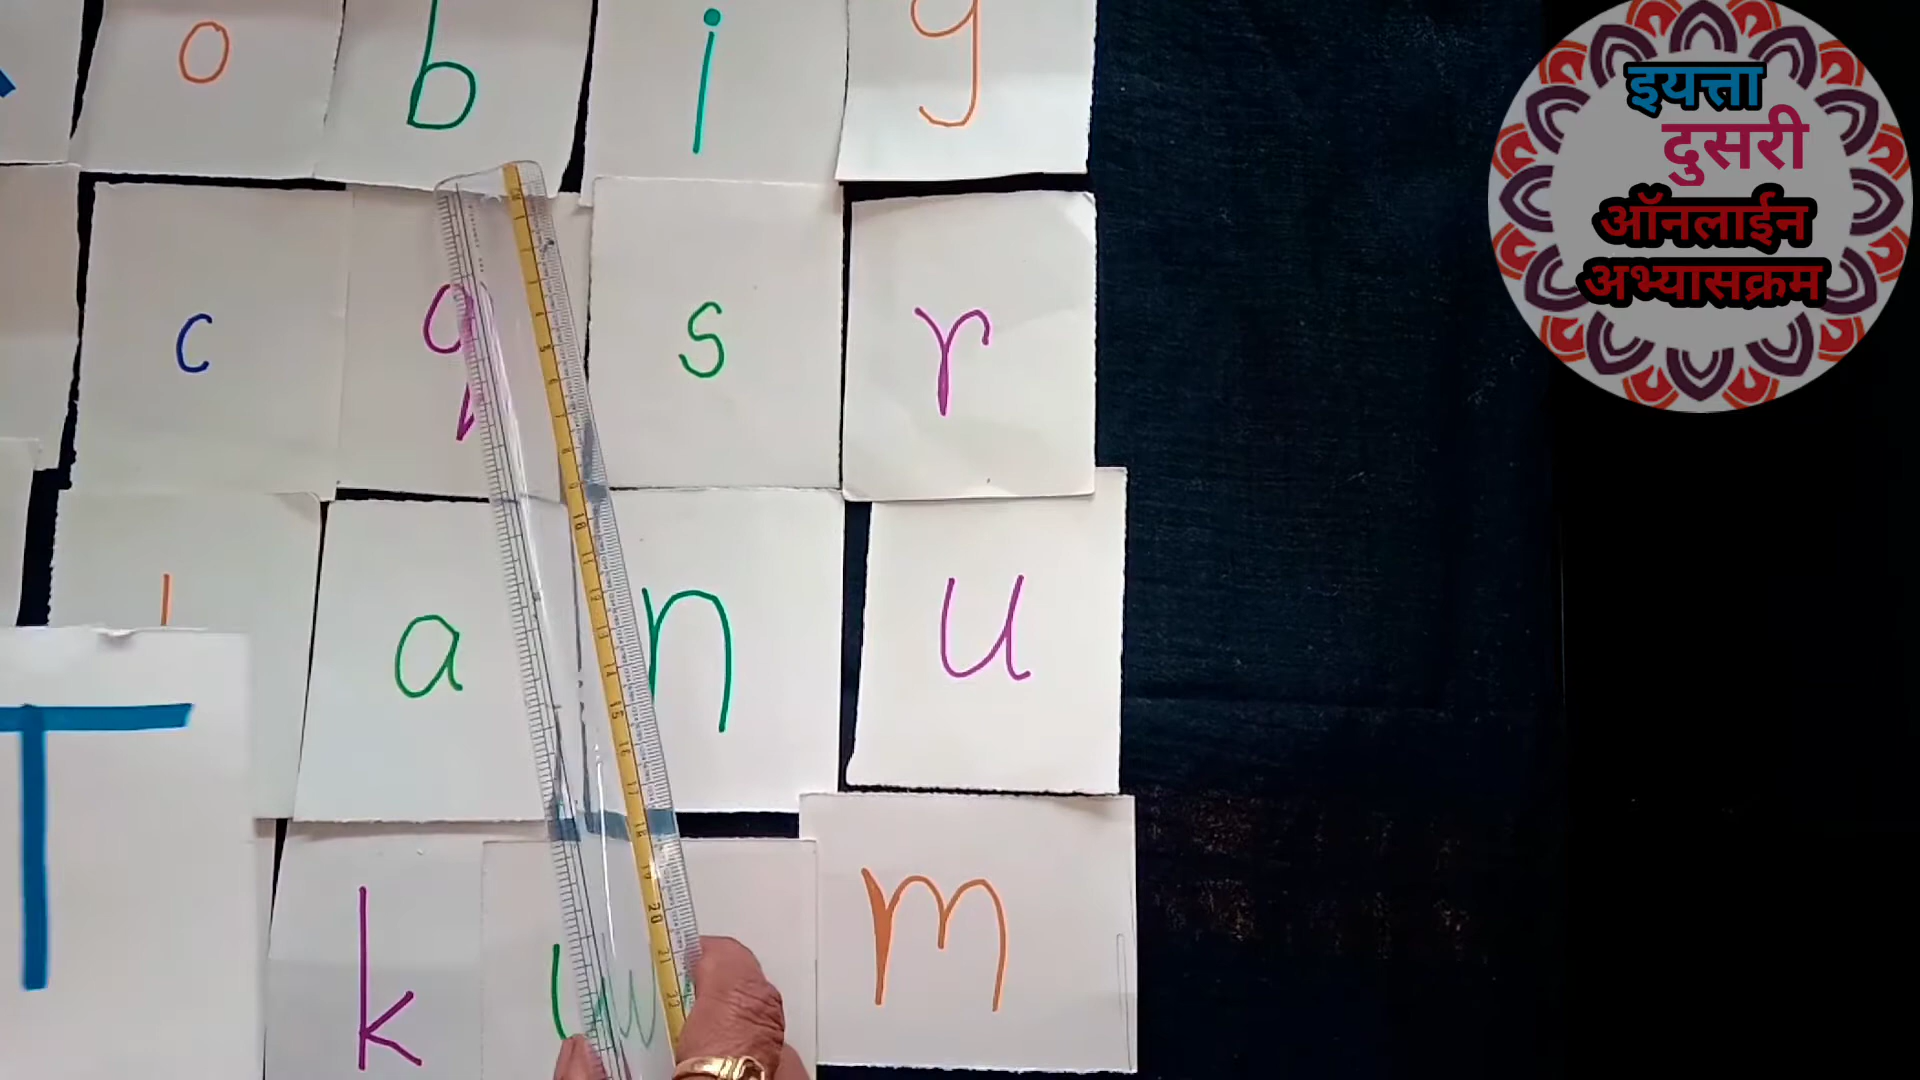 o b i g
c q s r
a n u
T
k w m
इयत्ता
दुसरी
ऑनलाईन
अभ्यासक्रम